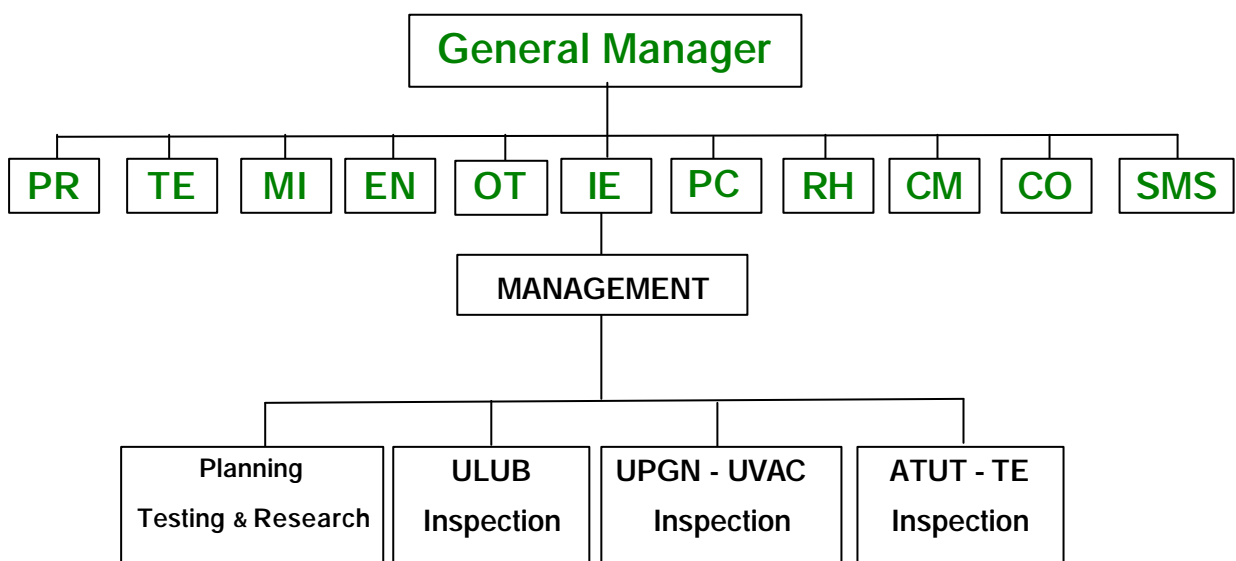 General Manager
PR TE MI EN OT IE PC RH CM CO SMS
MANAGEMENT
Planning
Testing & Research
ULUB
Inspection
UPGN - UVAC
Inspection
ATUT - TE
Inspection